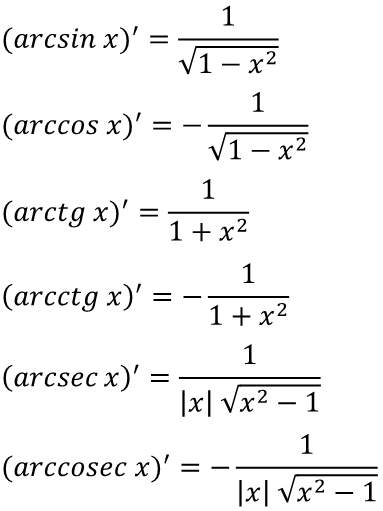 (arcsin x)′ = 1/√(1 − x²)
(arccos x)′ = − 1/√(1 − x²)
(arctg x)′ = 1/(1 + x²)
(arcctg x)′ = − 1/(1 + x²)
(arcsec x)′ = 1/(|x| √(x² − 1))
(arccosec x)′ = − 1/(|x| √(x² − 1))